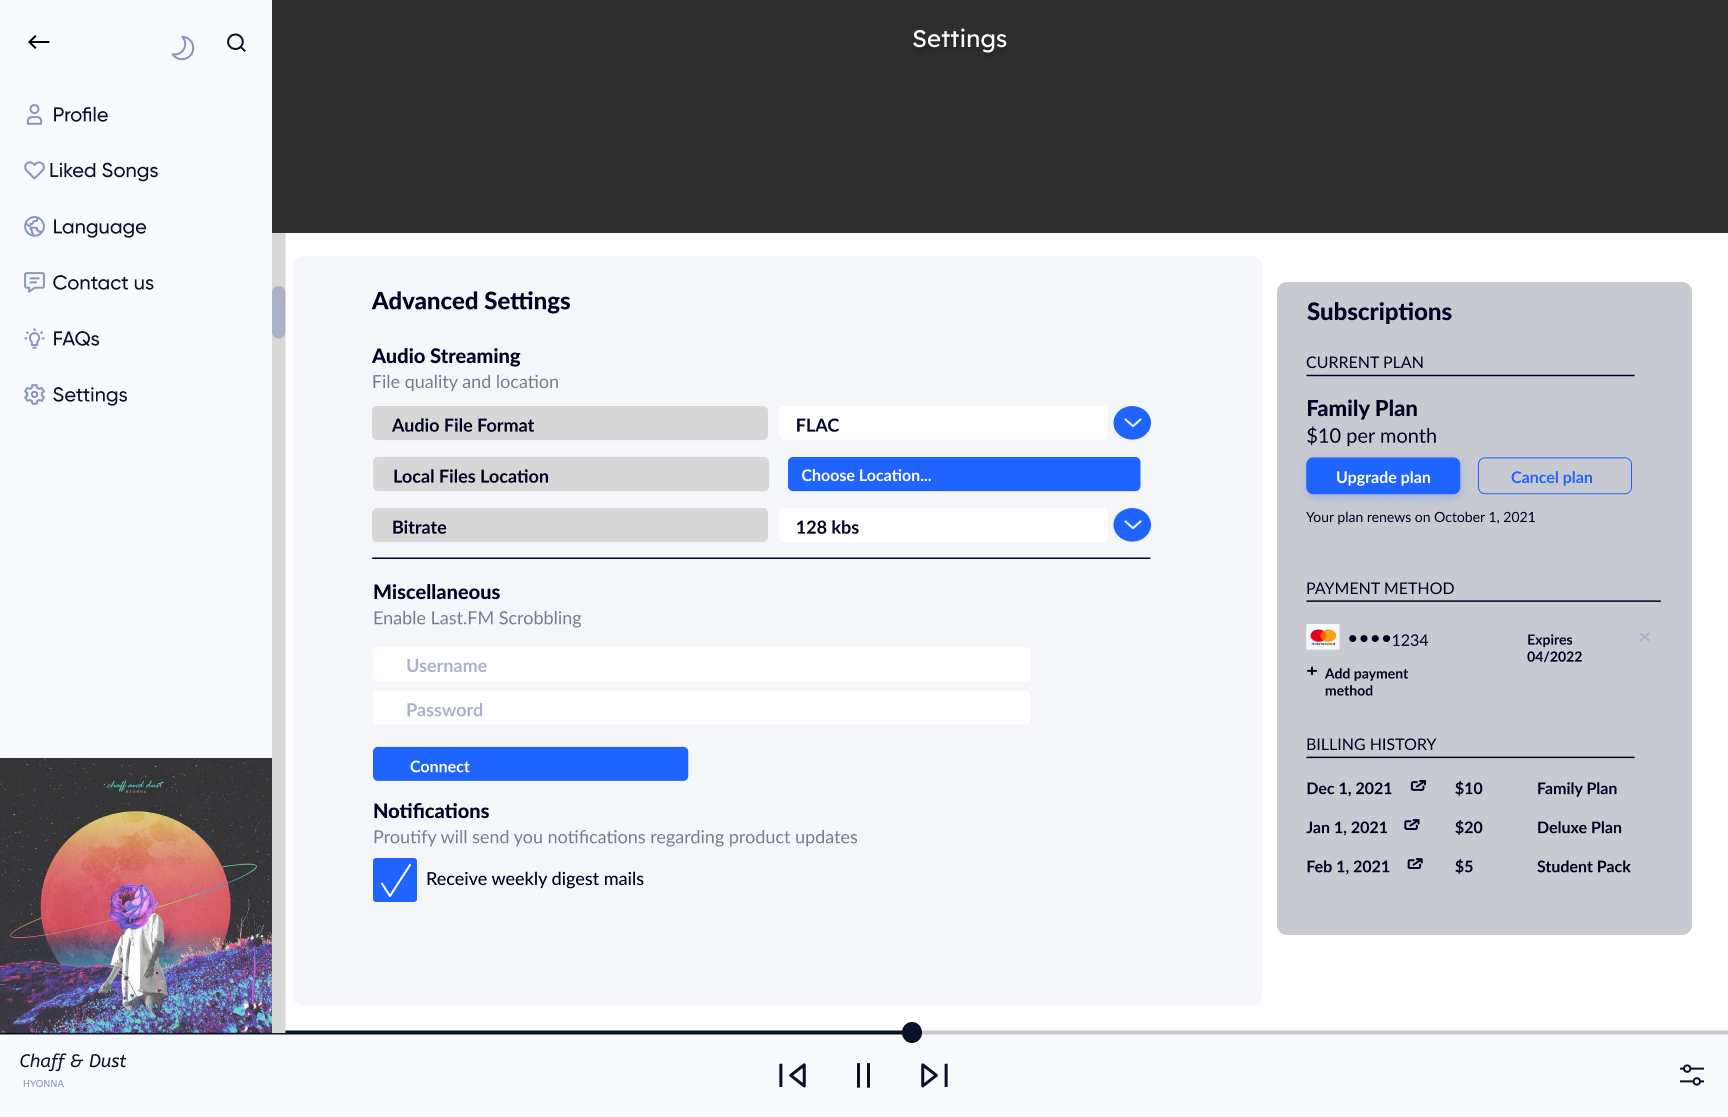 Settings
Profile
Liked Songs
Language
Contact us
FAQs
Settings
Advanced Settings
Audio Streaming
File quality and location
Audio File Format
FLAC
Local Files Location
Choose Location...
Bitrate
128 kbs
Miscellaneous
Enable Last.FM Scrobbling
Username
Password
Connect
Notifications
Proutify will send you notifications regarding product updates
Receive weekly digest mails
Subscriptions
CURRENT PLAN
Family Plan
$10 per month
Upgrade plan
Cancel plan
Your plan renews on October 1, 2021
PAYMENT METHOD
••••1234
Expires
04/2022
+ Add payment
method
BILLING HISTORY
Dec 1, 2021 $10 Family Plan
Jan 1, 2021 $20 Deluxe Plan
Feb 1, 2021 $5 Student Pack
chaff and dust
HYONNA
Chaff & Dust
HYONNA